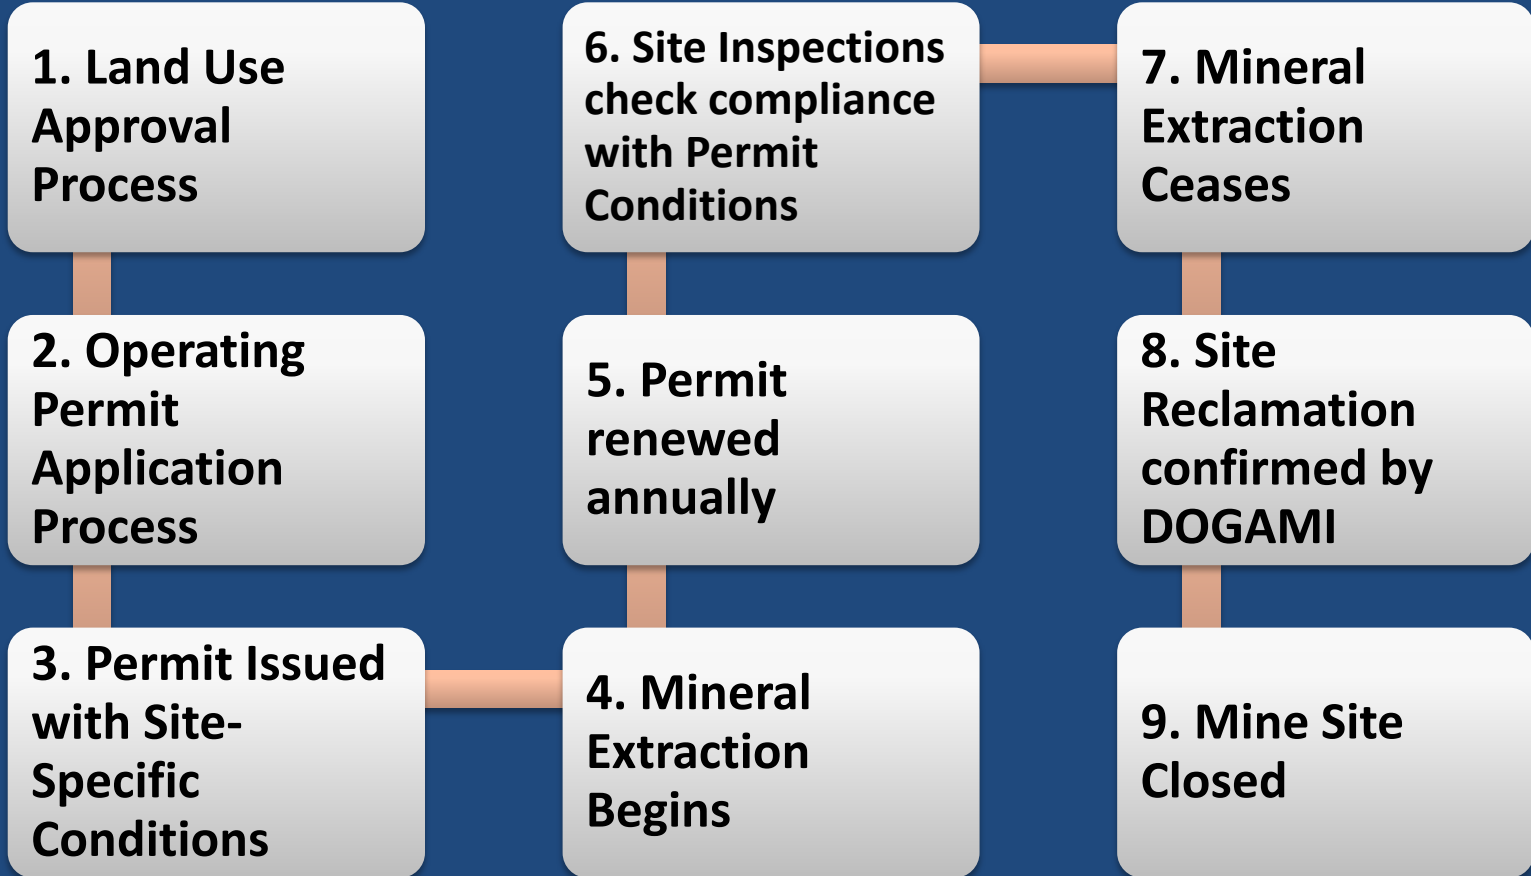 1. Land Use
Approval
Process
2. Operating
Permit
Application
Process
3. Permit Issued
with Site-
Specific
Conditions
4. Mineral
Extraction
Begins
5. Permit
renewed
annually
6. Site Inspections
check compliance
with Permit
Conditions
7. Mineral
Extraction
Ceases
8. Site
Reclamation
confirmed by
DOGAMI
9. Mine Site
Closed